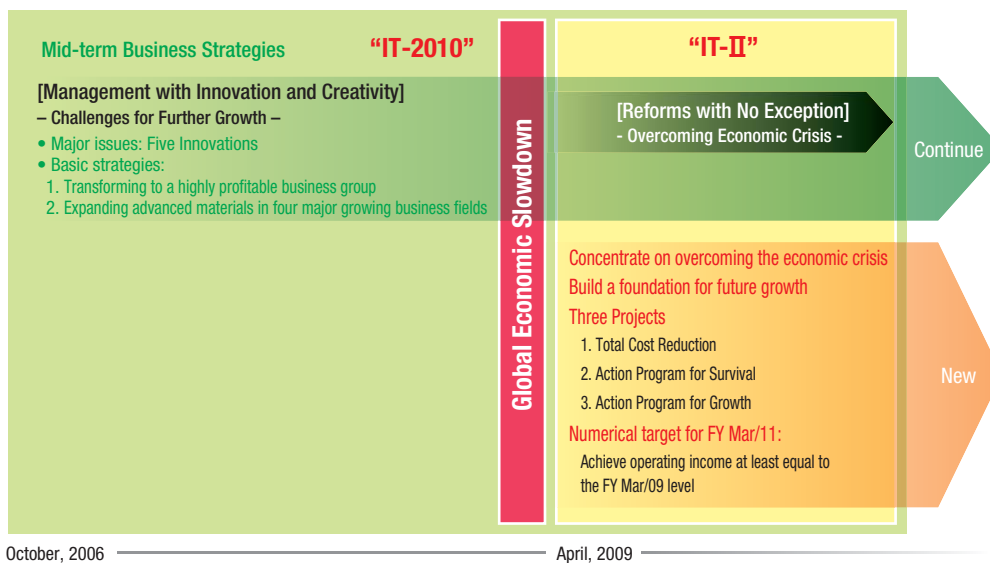 Mid-term Business Strategies "IT-2010"
[Management with Innovation and Creativity]
– Challenges for Further Growth –
• Major issues: Five Innovations
• Basic strategies:
1. Transforming to a highly profitable business group
2. Expanding advanced materials in four major growing business fields
Global Economic Slowdown
"IT-II"
[Reforms with No Exception]
- Overcoming Economic Crisis -
Continue
Concentrate on overcoming the economic crisis
Build a foundation for future growth
Three Projects
1. Total Cost Reduction
2. Action Program for Survival
3. Action Program for Growth
Numerical target for FY Mar/11:
Achieve operating income at least equal to
the FY Mar/09 level
New
October, 2006
April, 2009